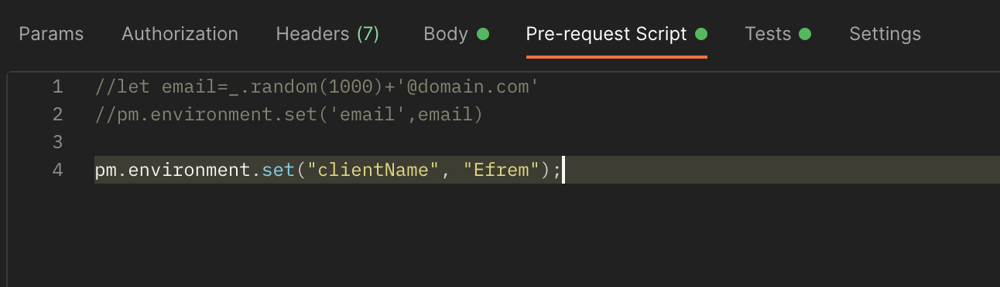 Params Authorization Headers (7) Body Pre-request Script Tests Settings
1 //let email=_.random(1000)+'@domain.com'
2 //pm.environment.set('email',email)
3
4 pm.environment.set("clientName", "Efrem");